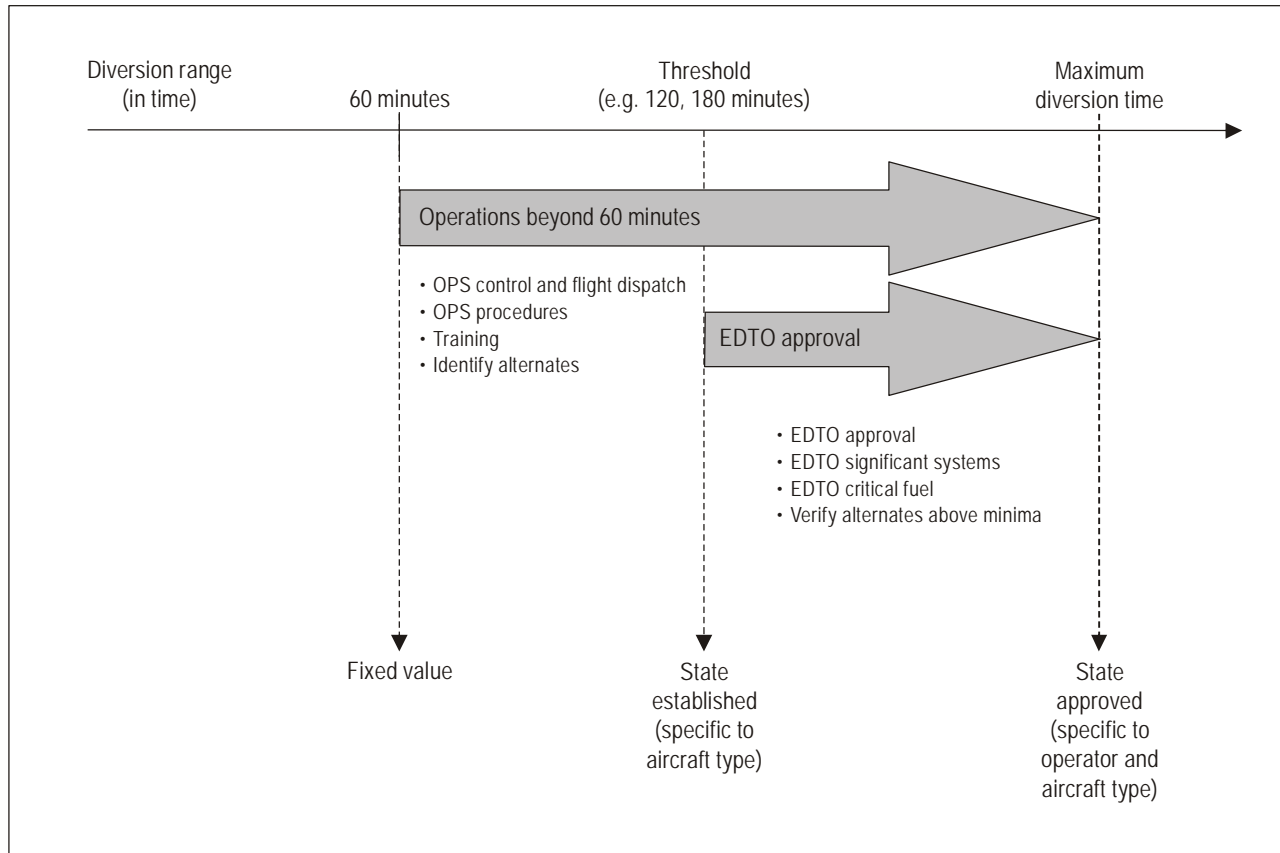 Diversion range
(in time)
60 minutes
Threshold
(e.g. 120, 180 minutes)
Maximum
diversion time
Operations beyond 60 minutes
• OPS control and flight dispatch
• OPS procedures
• Training
• Identify alternates
EDTO approval
• EDTO approval
• EDTO significant systems
• EDTO critical fuel
• Verify alternates above minima
Fixed value
State
established
(specific to
aircraft type)
State
approved
(specific to
operator and
aircraft type)